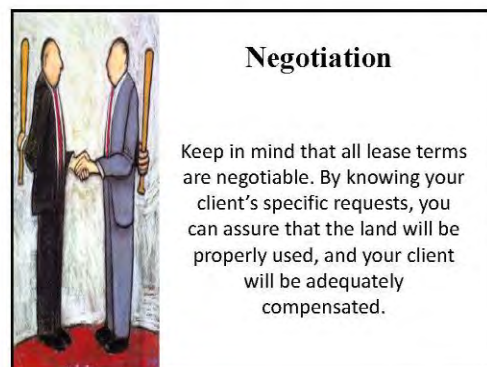 Negotiation
Keep in mind that all lease terms
are negotiable. By knowing your
client's specific requests, you
can assure that the land will be
properly used, and your client
will be adequately
compensated.